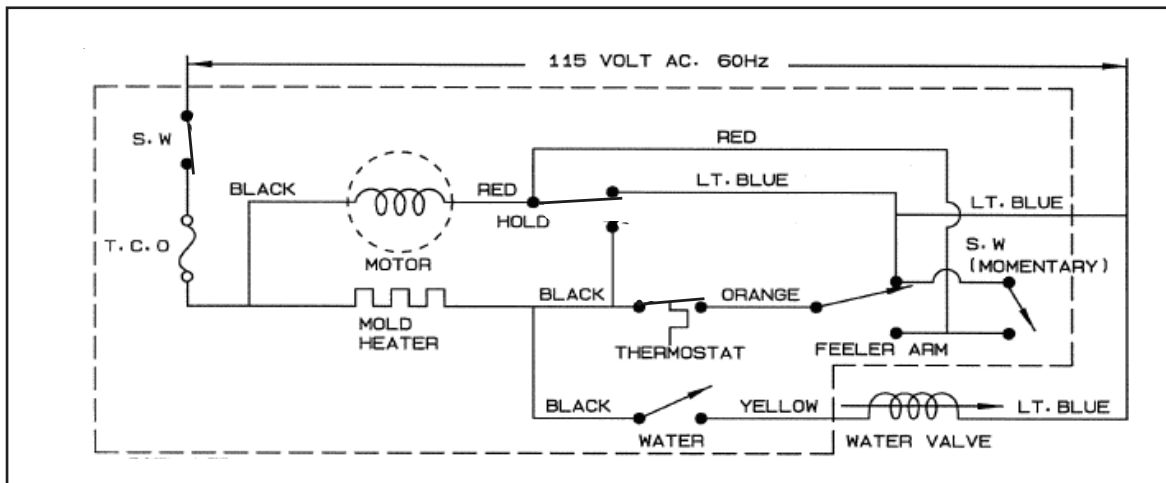 115 VOLT AC. 60Hz
S.W
RED
BLACK
RED
LT.BLUE
HOLD
LT.BLUE
T.C.O
MOTOR
S.W
(MOMENTARY)
BLACK
ORANGE
MOLD
HEATER
THERMOSTAT
FEELER ARM
BLACK
YELLOW
LT.BLUE
WATER
WATER VALVE